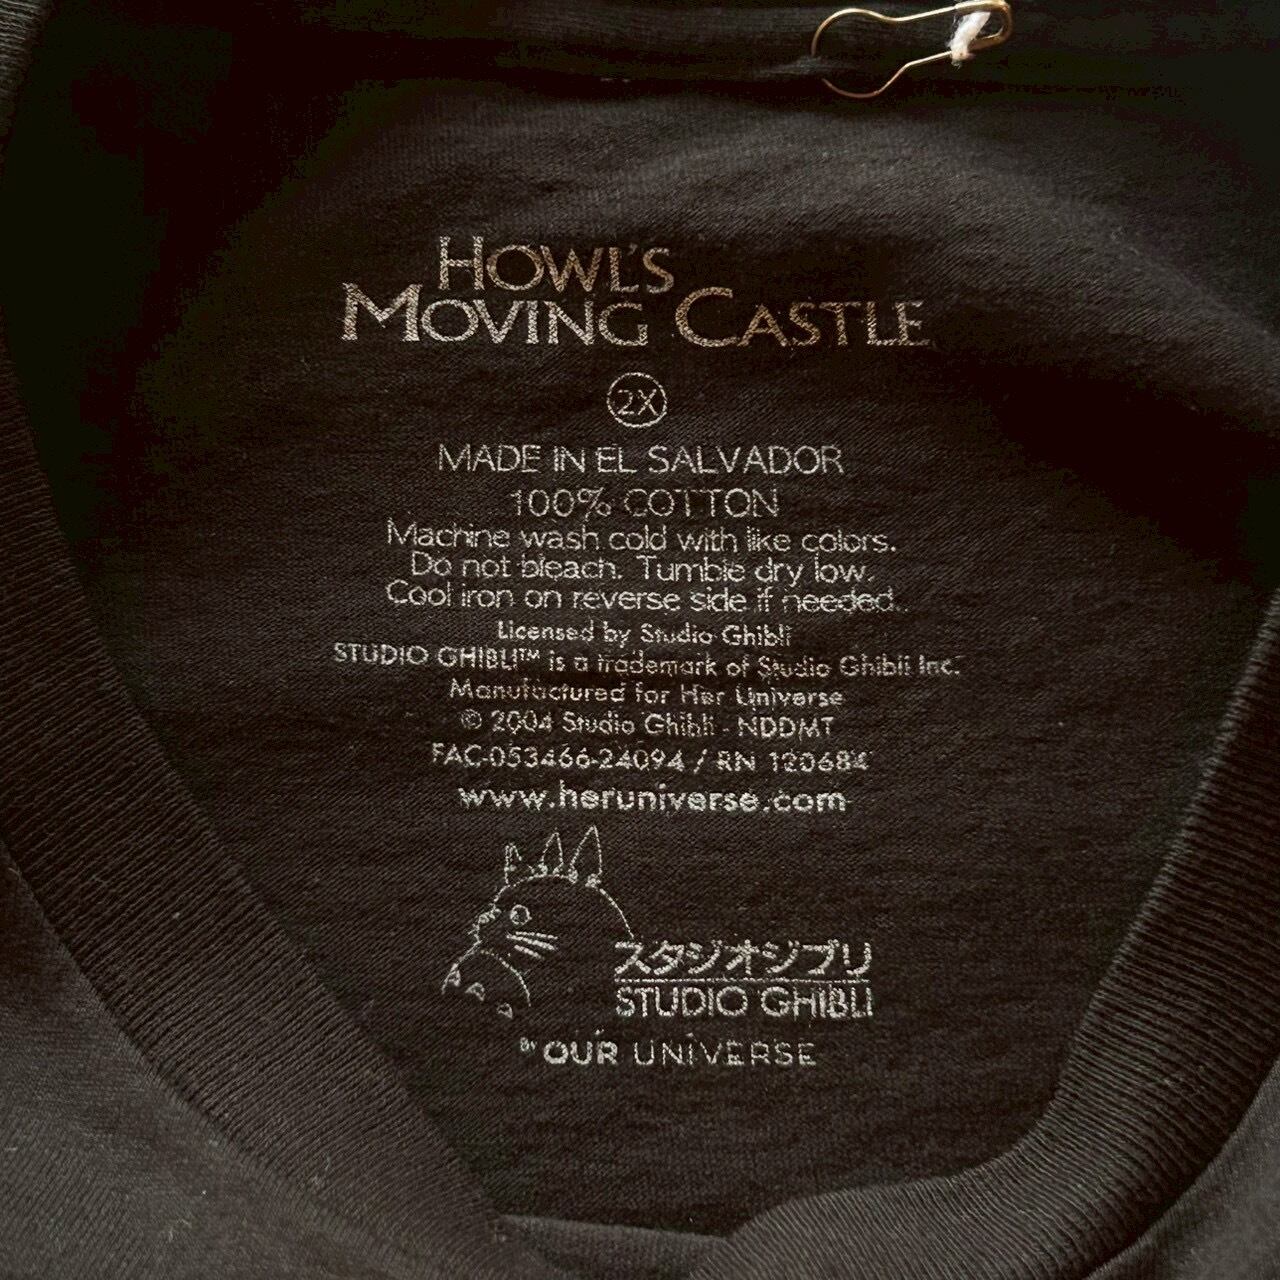 HOWL'S
MOVING CASTLE
2X
MADE IN EL SALVADOR
100% COTTON
Machine wash cold with like colors.
Do not bleach. Tumble dry low.
Cool iron on reverse side if needed.
Licensed by Studio Ghibli
STUDIO GHIBLI™ is a trademark of Studio Ghibli Inc.
Manufactured for Her Universe
© 2004 Studio Ghibli - NDDMT
FAC-053466-24094 / RN 120684
www.heruniverse.com
スタジオジブリ
STUDIO GHIBLI
BY OUR UNIVERSE